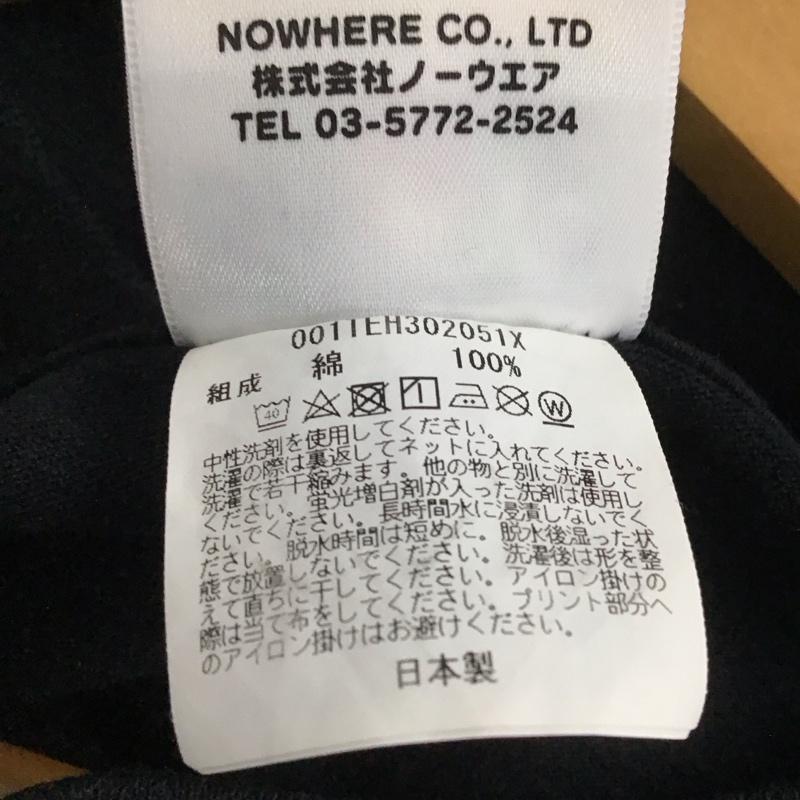 NOWHERE CO., LTD
株式会社ノーウエア
TEL 03-5772-2524
001TEH302051X
組成 綿 100%
40 1 W
中性洗剤を使用してください。
洗濯の際は裏返してネットに入れてください。
洗濯で若干縮みます。他の物と別に洗濯して
ください。蛍光増白剤が入った洗剤は使用し
ないでください。長時間水に浸漬しないでく
ださい。脱水時間は短めに。脱水後湿った状
態で放置しないでください。洗濯後は形を整
えて直ちに干してください。アイロン掛けの
際は当て布をしてください。プリント部分へ
のアイロン掛けはお避けください。
日本製